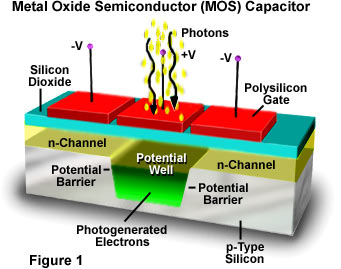 Metal Oxide Semiconductor (MOS) Capacitor
Photons
-V
+V
-V
Silicon
Dioxide
Polysilicon
Gate
n-Channel
Potential
Well
n-Channel
Potential
Barrier
Potential
Barrier
Photogenerated
Electrons
p-Type
Silicon
Figure 1